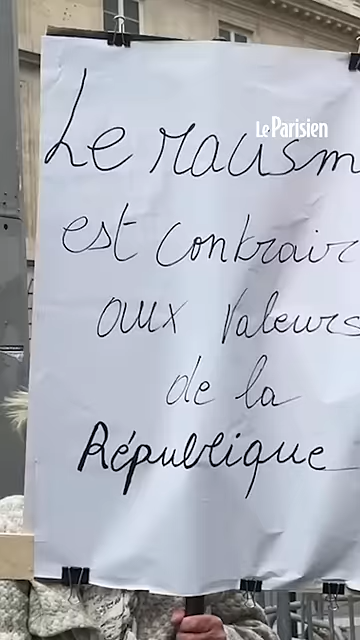 Le Parisien
Le racism
est contrair
aux valeurs
de la
République